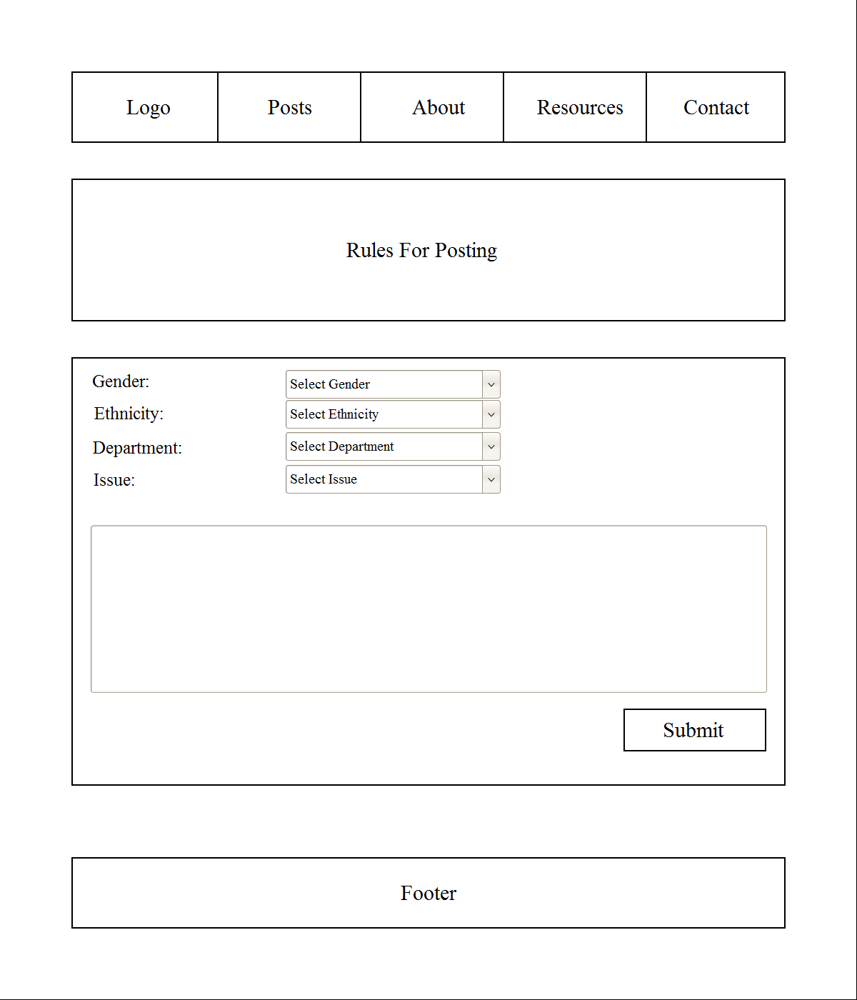 Logo Posts About Resources Contact
Rules For Posting
Gender: Select Gender
Ethnicity: Select Ethnicity
Department: Select Department
Issue: Select Issue
Submit
Footer